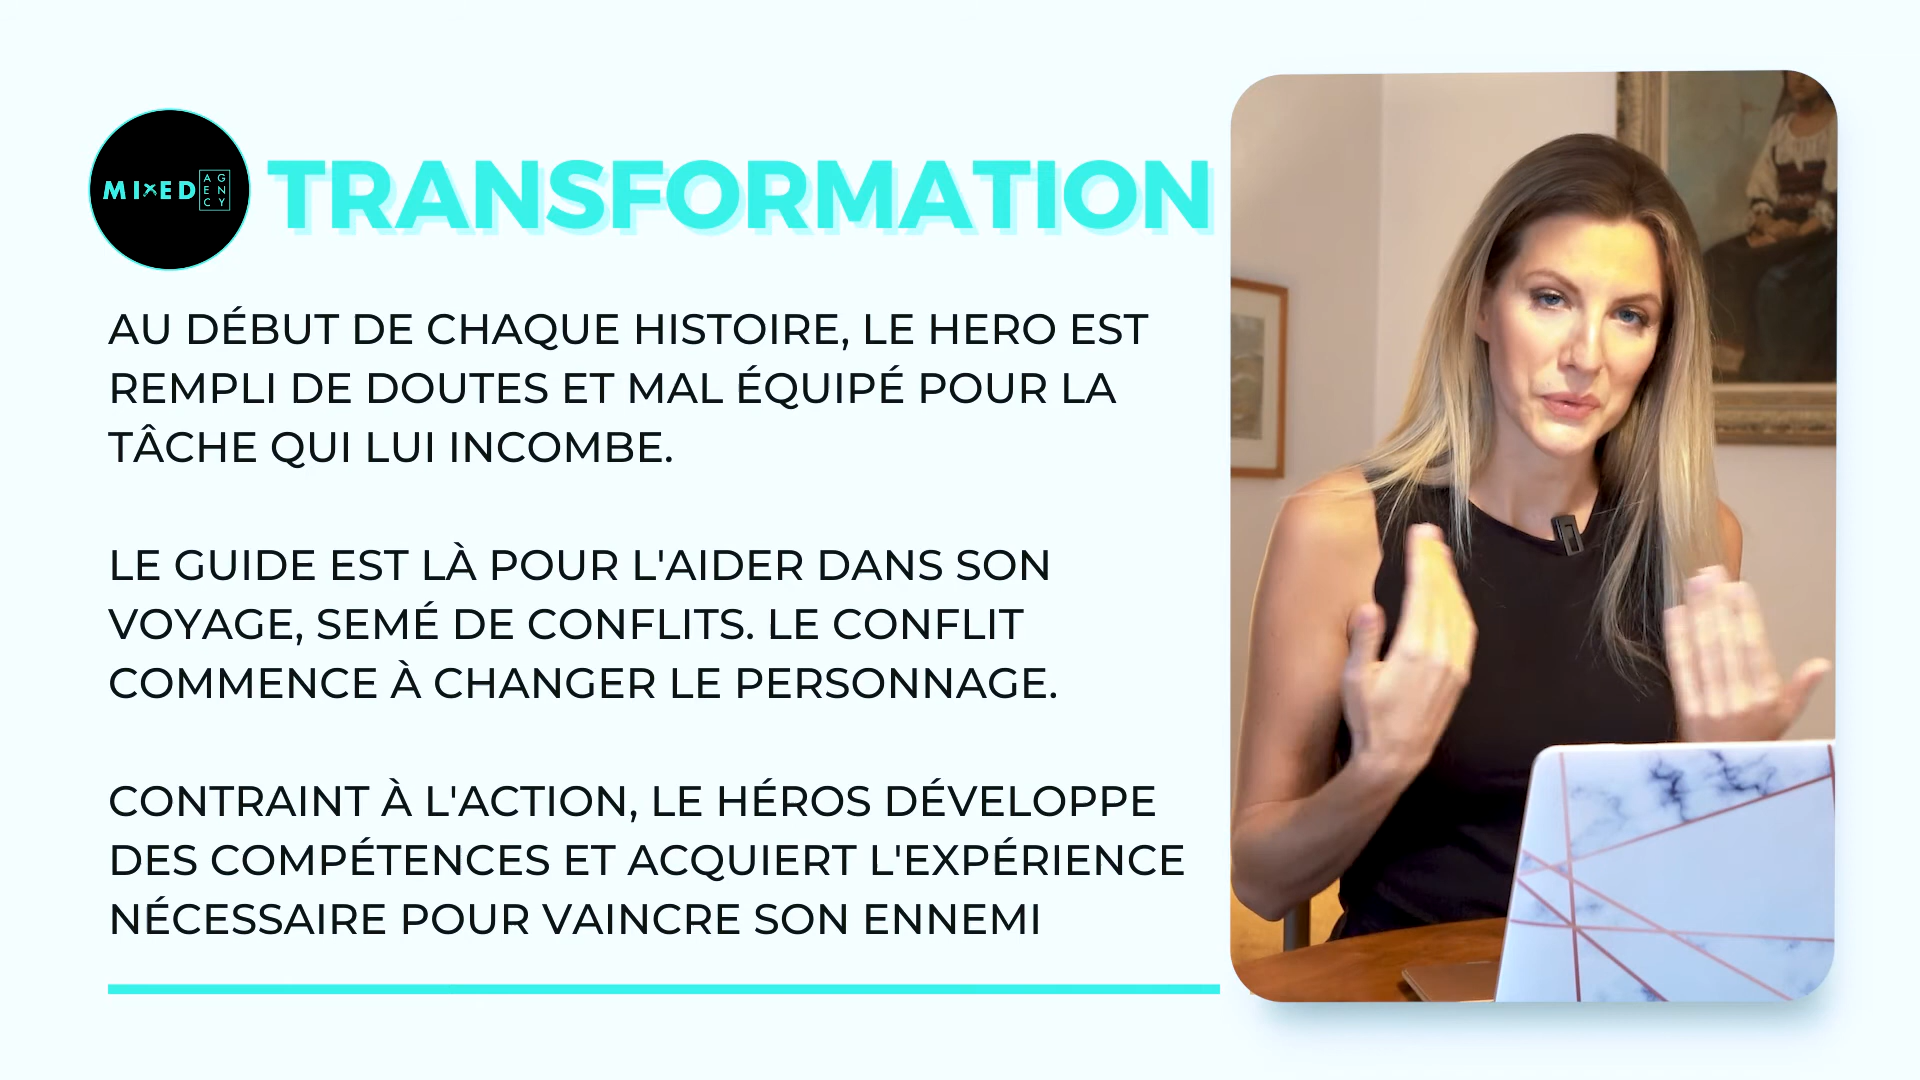 MIXED AGENCY
TRANSFORMATION
AU DÉBUT DE CHAQUE HISTOIRE, LE HERO EST
REMPLI DE DOUTES ET MAL ÉQUIPÉ POUR LA
TÂCHE QUI LUI INCOMBE.
LE GUIDE EST LÀ POUR L'AIDER DANS SON
VOYAGE, SEMÉ DE CONFLITS. LE CONFLIT
COMMENCE À CHANGER LE PERSONNAGE.
CONTRAINT À L'ACTION, LE HÉROS DÉVELOPPE
DES COMPÉTENCES ET ACQUIERT L'EXPÉRIENCE
NÉCESSAIRE POUR VAINCRE SON ENNEMI